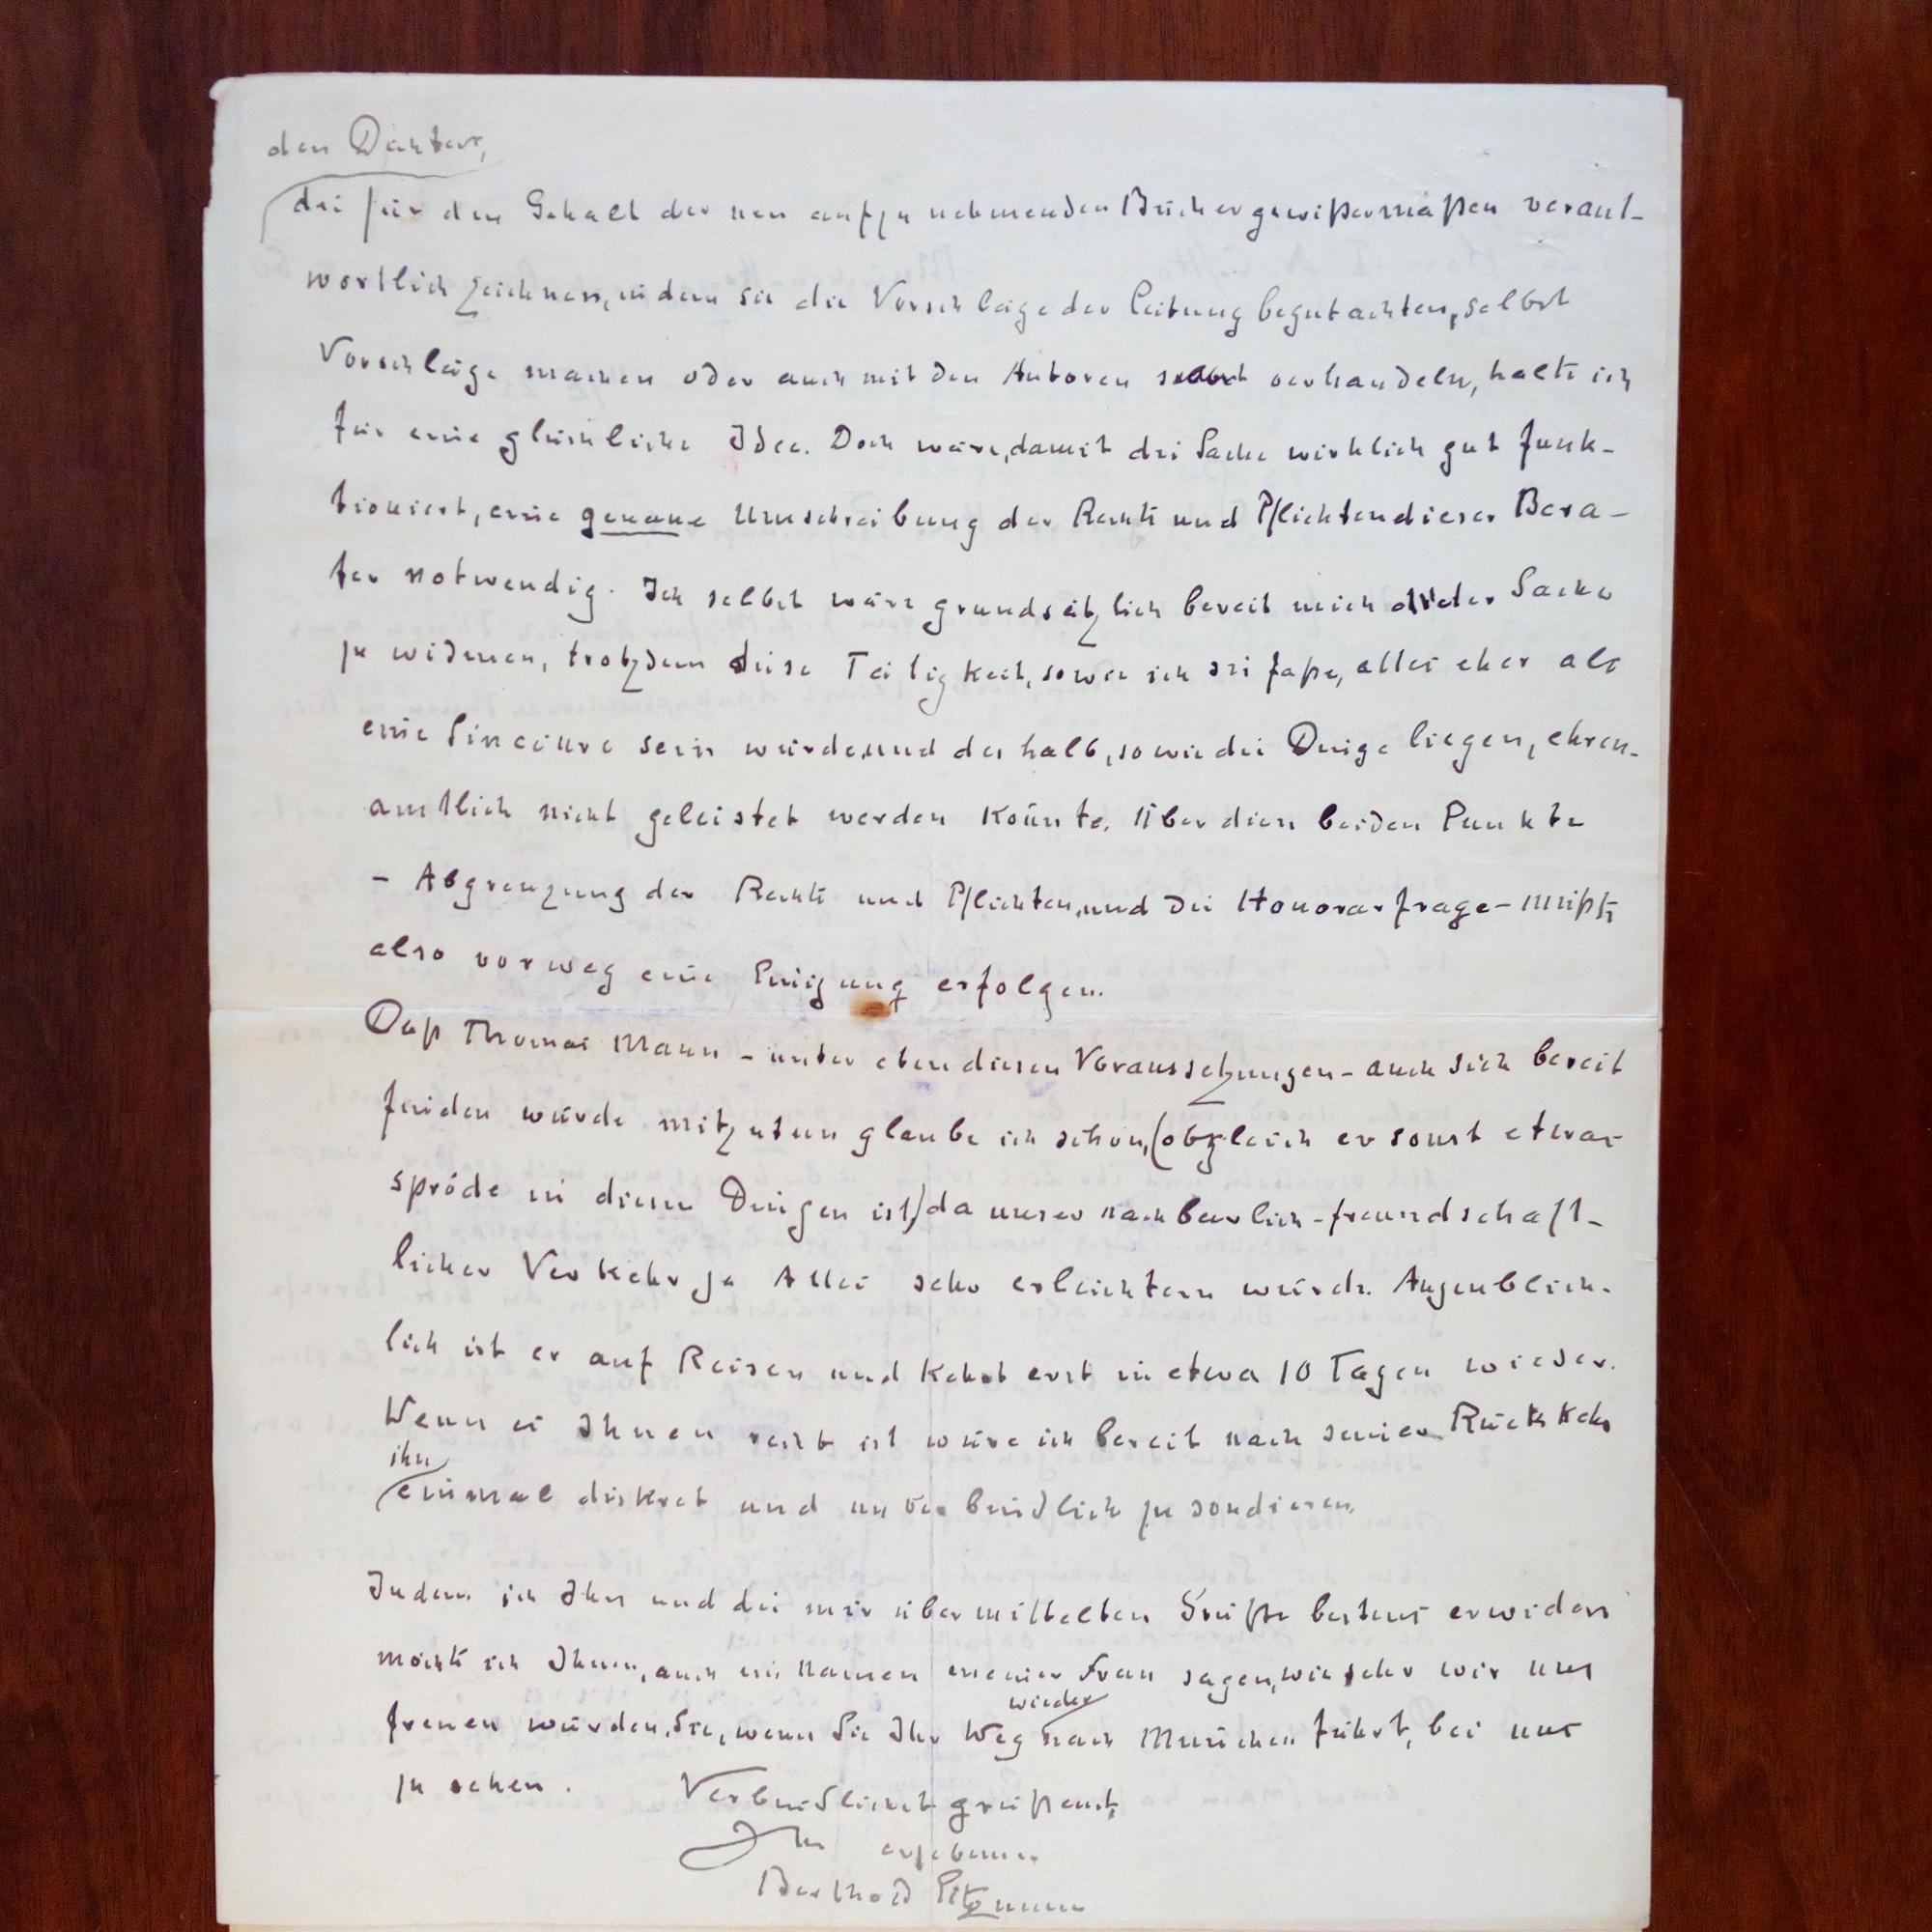 den
die für den Gehalt der neu aufzunehmenden Bücher gewißermaßen verant-
wortlich zeichnen, indem sie die Vorschläge der Leitung begutachten, selbst
Vorschläge machen oder auch mit den Autoren selbst verhandeln, halte ich
für eine glückliche Idee. Doch wäre, damit die Sache wirklich gut funk-
tioniert, eine genaue Umschreibung der Rechte und Pflichten dieser Bera-
ter notwendig. Ich selbst wäre grundsätzlich bereit mich der Sache
zu widmen, trotzdem diese Tätigkeit, sowie ich sie faße, alles eher als
eine Sinecure sein würde und deshalb, so wie die Dinge liegen, ehren-
amtlich nicht geleistet werden könnte. Über diese beiden Punkte
– Abgrenzung der Rechte und Pflichten, und die Honorarfrage – müßte
also vorweg eine Einigung erfolgen.
Daß Thomas Mann – unter eben diesen Voraussetzungen – auch sich bereit
finden würde mitzutun glaube ich schon, (obgleich er sonst etwas
spröde in diesen Dingen ist) da unser nachbarlich-freundschaft-
licher Verkehr ja Alles sehr erleichtern würde. Augenblick-
lich ist er auf Reisen und kehrt erst in etwa 10 Tagen wieder.
Wenn es Ihnen recht ist wäre ich bereit nach seiner Rückkehr
ihn
einmal diskret und unverbindlich zu sondieren.
Indem ich Ihre und die mir übermittelten Grüße bestens erwidere
möchte ich Ihnen, auch im Namen meiner Frau sagen, wie sehr wir uns
wieder
freuen würden, Sie, wenn Sie Ihr Weg nach München führt, bei uns
zu sehen.
Verbindlichst grüßend,
Ihr ergebener
Berthold Litzmann